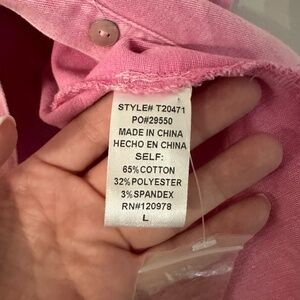 STYLE# T20471
PO#29550
MADE IN CHINA
HECHO EN CHINA
SELF:
65%COTTON
32%POLYESTER
3%SPANDEX
RN#120978
L